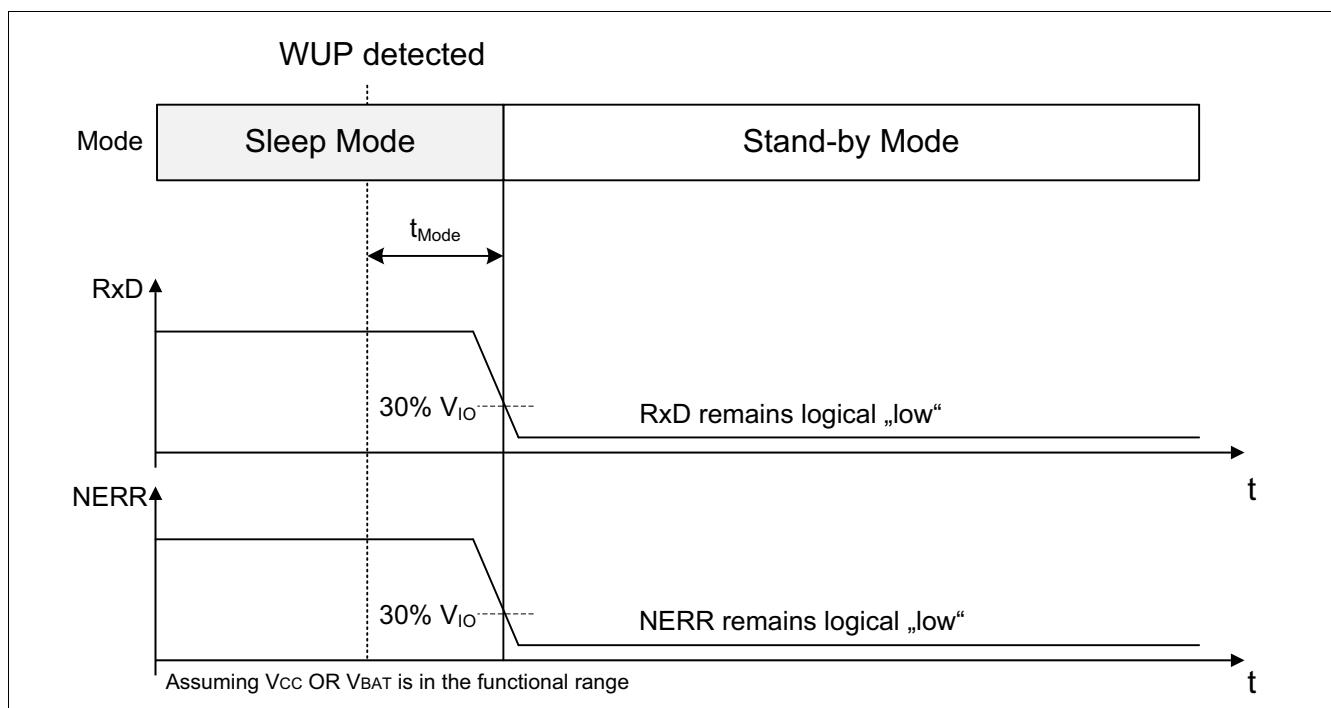 WUP detected
Mode
Sleep Mode
Stand-by Mode
tMode
RxD
30% VIO
RxD remains logical „low“
t
NERR
30% VIO
NERR remains logical „low“
Assuming VCC OR VBAT is in the functional range
t